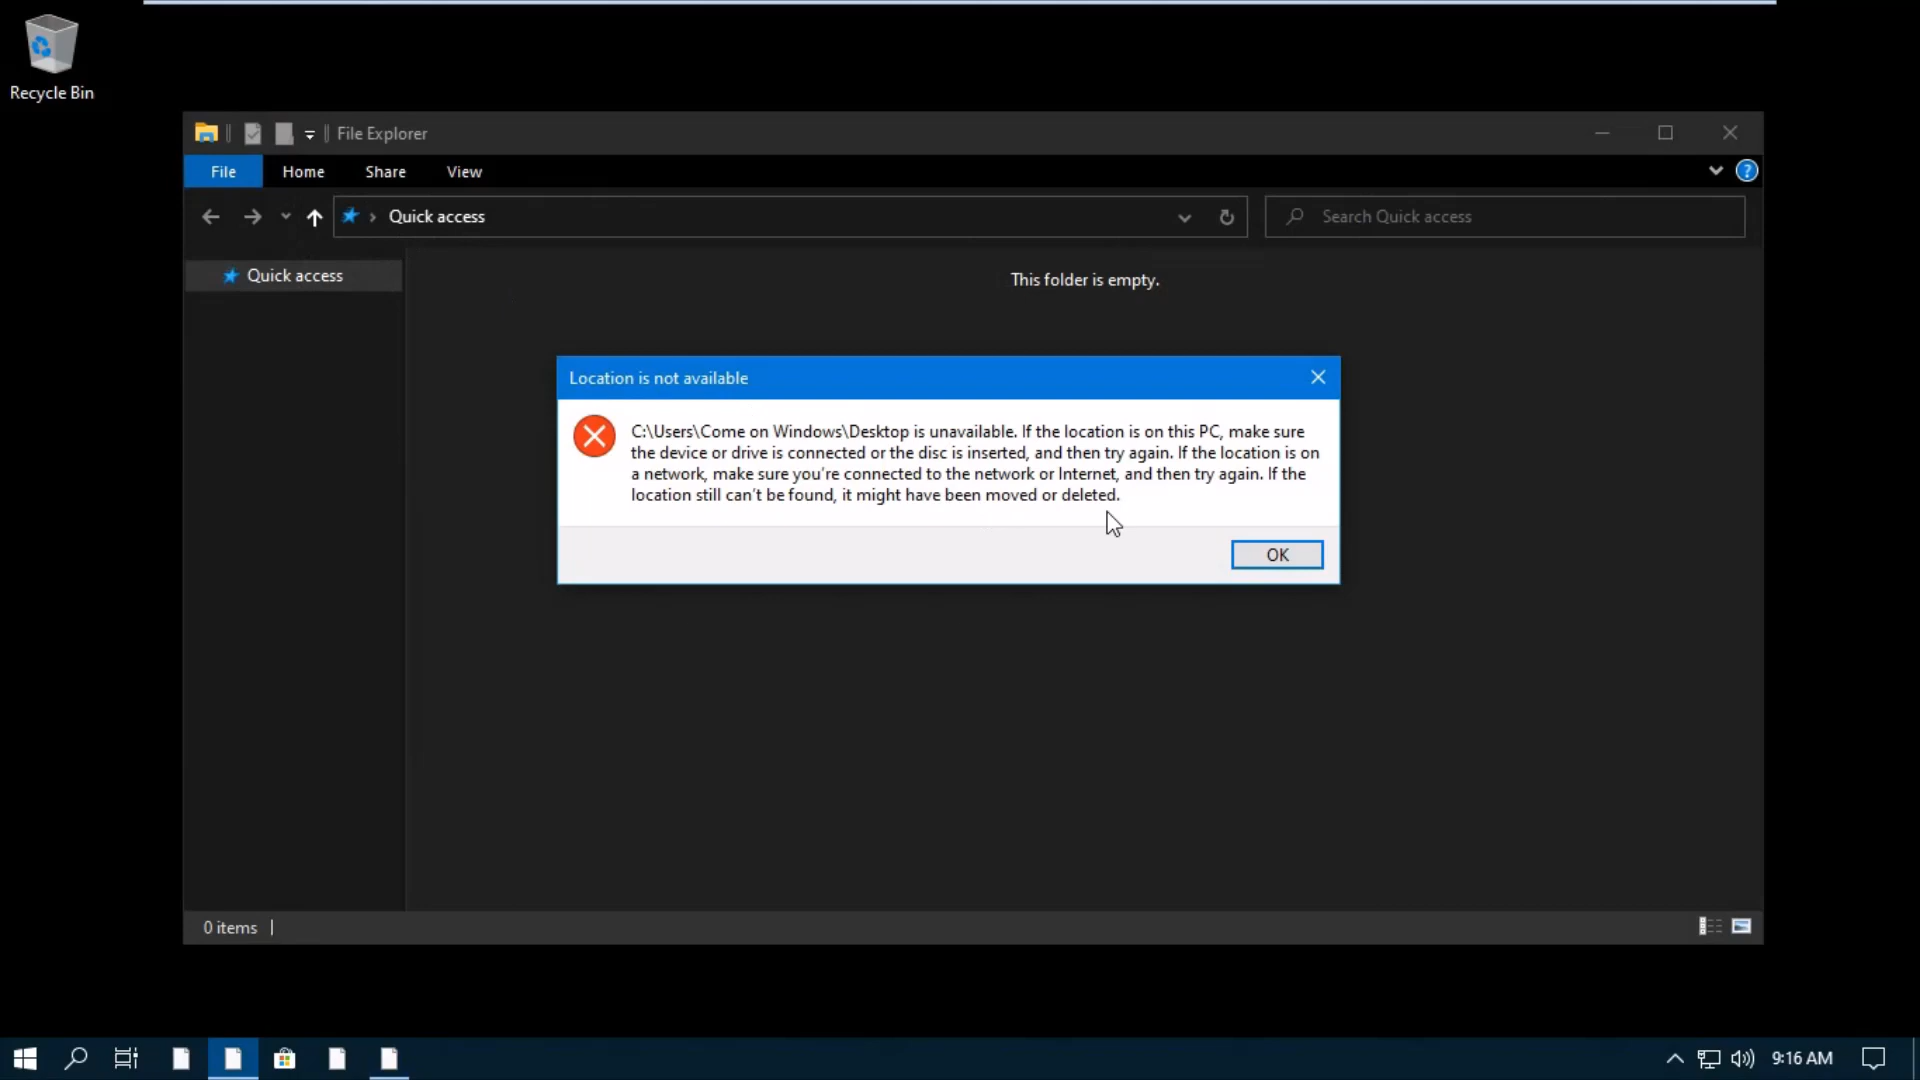 Recycle Bin
File Explorer
File Home Share View
?
Quick access
Search Quick access
Quick access
This folder is empty.
Location is not available
C:\Users\Come on Windows\Desktop is unavailable. If the location is on this PC, make sure
the device or drive is connected or the disc is inserted, and then try again. If the location is on
a network, make sure you're connected to the network or Internet, and then try again. If the
location still can't be found, it might have been moved or deleted.
OK
0 items
9:16 AM